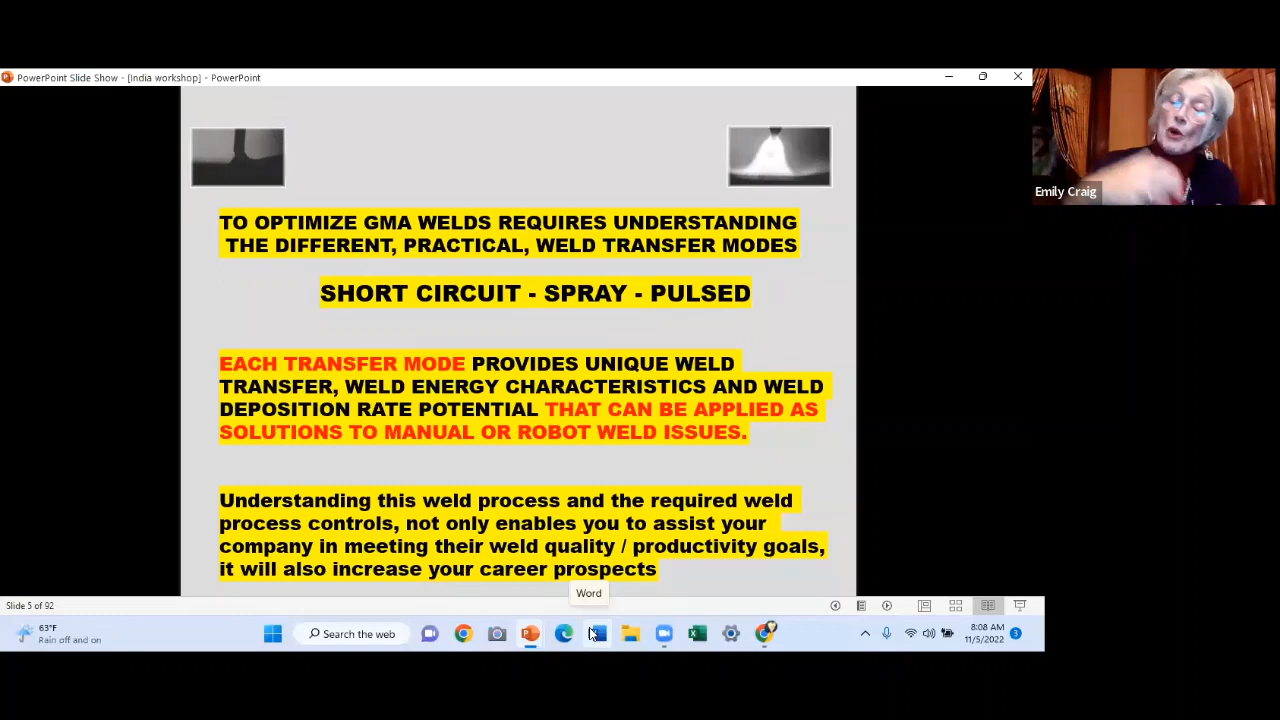 PowerPoint Slide Show - [India workshop] - PowerPoint
Emily Craig
TO OPTIMIZE GMA WELDS REQUIRES UNDERSTANDING
THE DIFFERENT, PRACTICAL, WELD TRANSFER MODES
SHORT CIRCUIT - SPRAY - PULSED
EACH TRANSFER MODE PROVIDES UNIQUE WELD
TRANSFER, WELD ENERGY CHARACTERISTICS AND WELD
DEPOSITION RATE POTENTIAL THAT CAN BE APPLIED AS
SOLUTIONS TO MANUAL OR ROBOT WELD ISSUES.
Understanding this weld process and the required weld
process controls, not only enables you to assist your
company in meeting their weld quality / productivity goals,
it will also increase your career prospects
Word
Slide 5 of 92
63°F
Rain off and on
Search the web
8:08 AM
11/5/2022
3